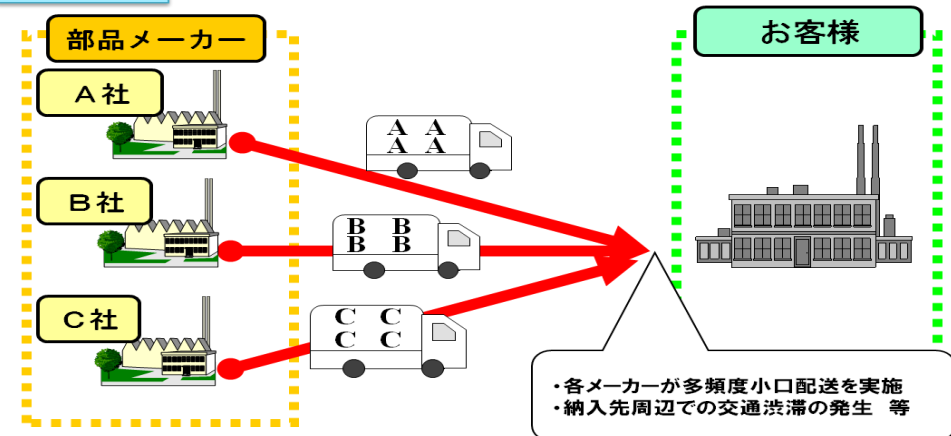 部品メーカー
お客様
A社
A A
A A
B社
B B
B B
C社
C C
C C
・各メーカーが多頻度小口配送を実施
・納入先周辺での交通渋滞の発生 等